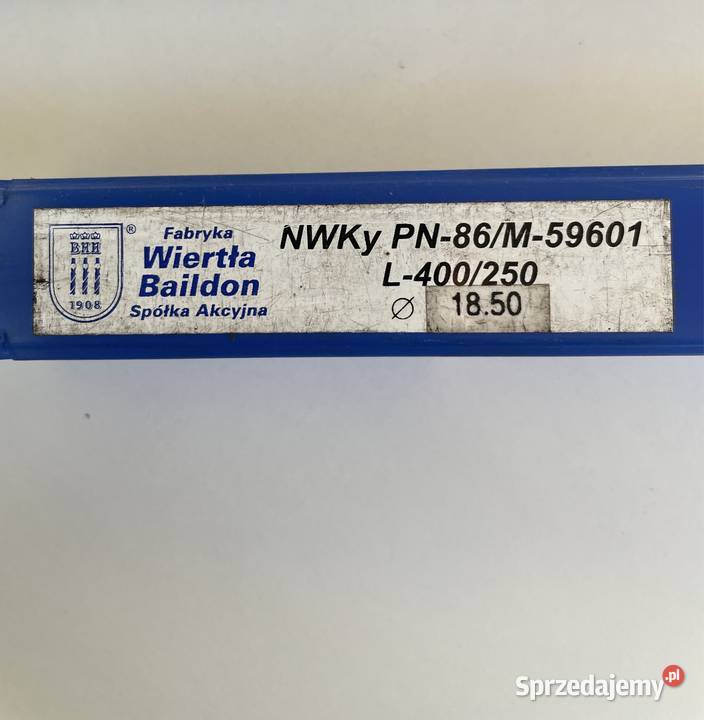 BHH
1908
®
Fabryka
Wiertła
Baildon
Spółka Akcyjna
NWKy PN-86/M-59601
L-400/250
⌀ 18.50
Sprzedajemy.pl